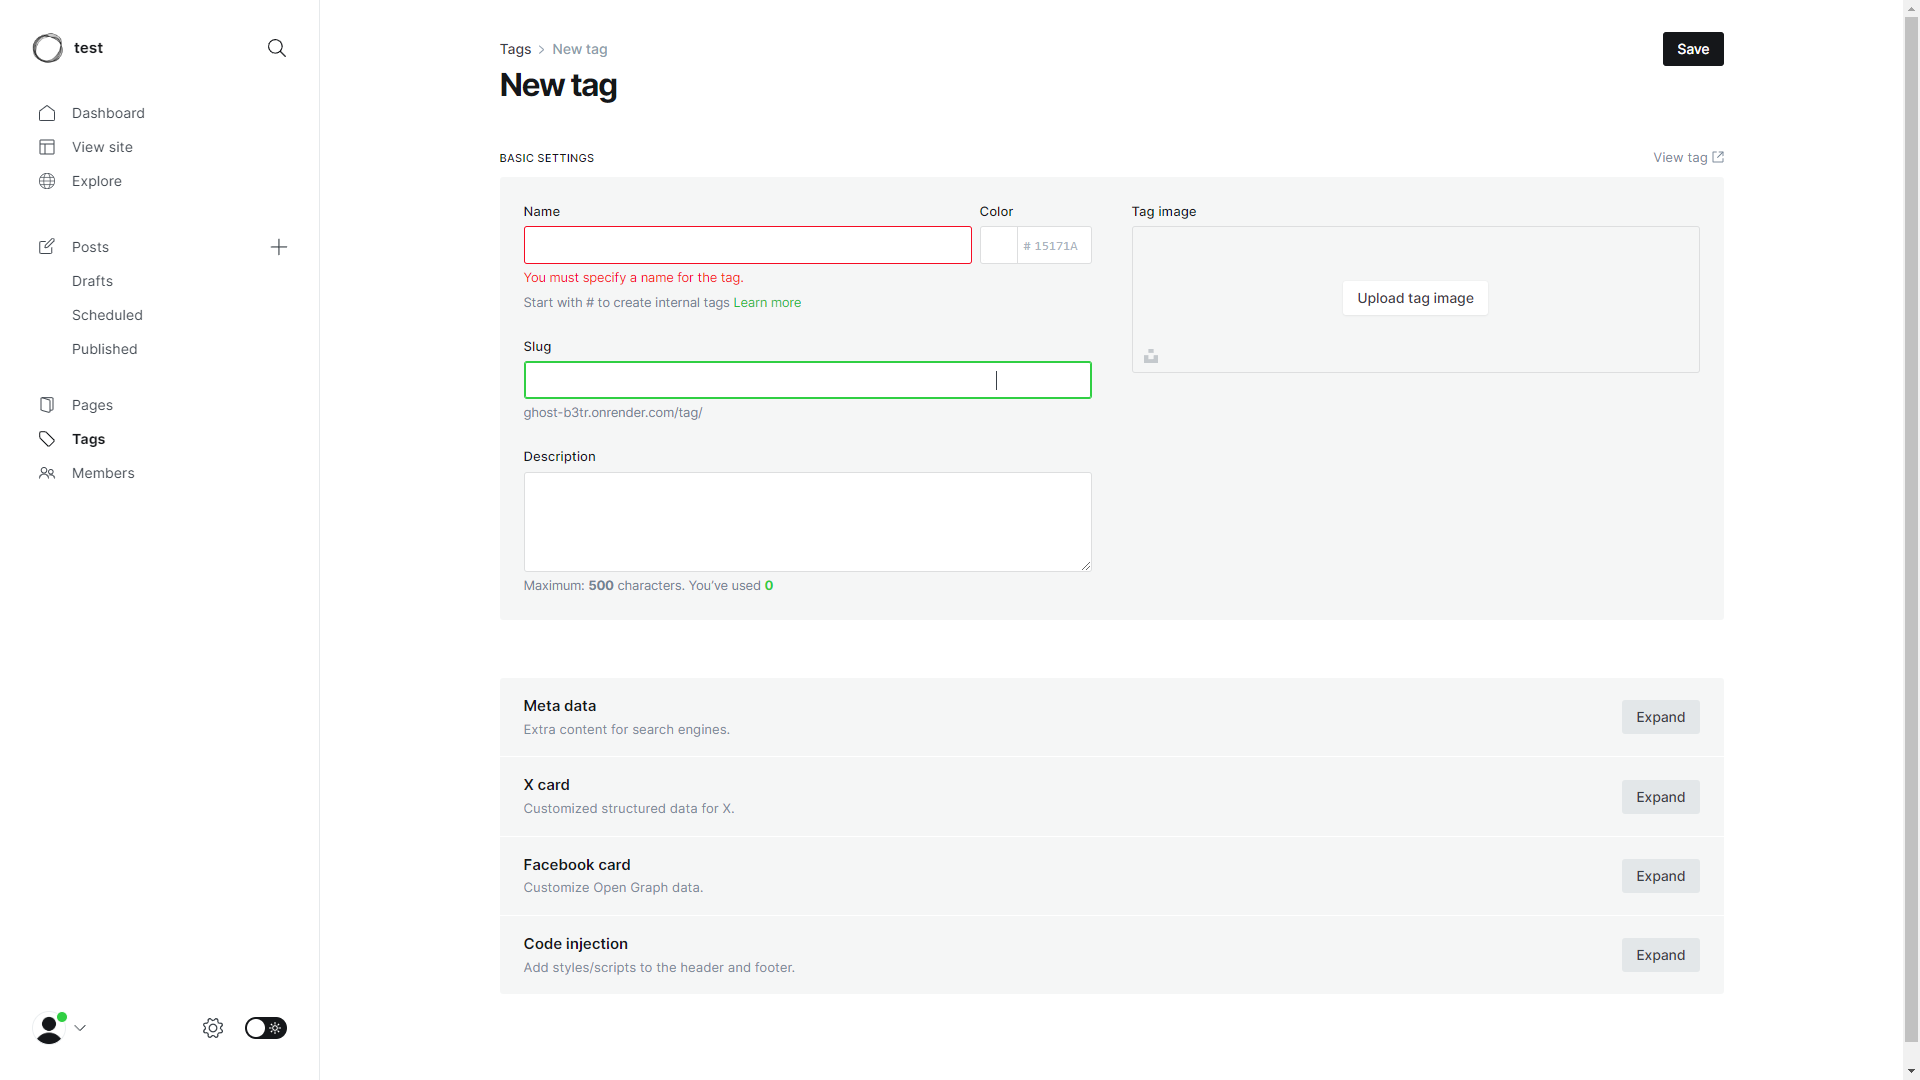 test
Dashboard
View site
Explore
Posts
Drafts
Scheduled
Published
Pages
Tags
Members
Tags > New tag
Save
New tag
BASIC SETTINGS
View tag
Name
Color
# 15171A
You must specify a name for the tag.
Start with # to create internal tags Learn more
Slug
ghost-b3tr.onrender.com/tag/
Description
Maximum: 500 characters. You’ve used 0
Tag image
Upload tag image
Meta data
Extra content for search engines.
Expand
X card
Customized structured data for X.
Expand
Facebook card
Customize Open Graph data.
Expand
Code injection
Add styles/scripts to the header and footer.
Expand